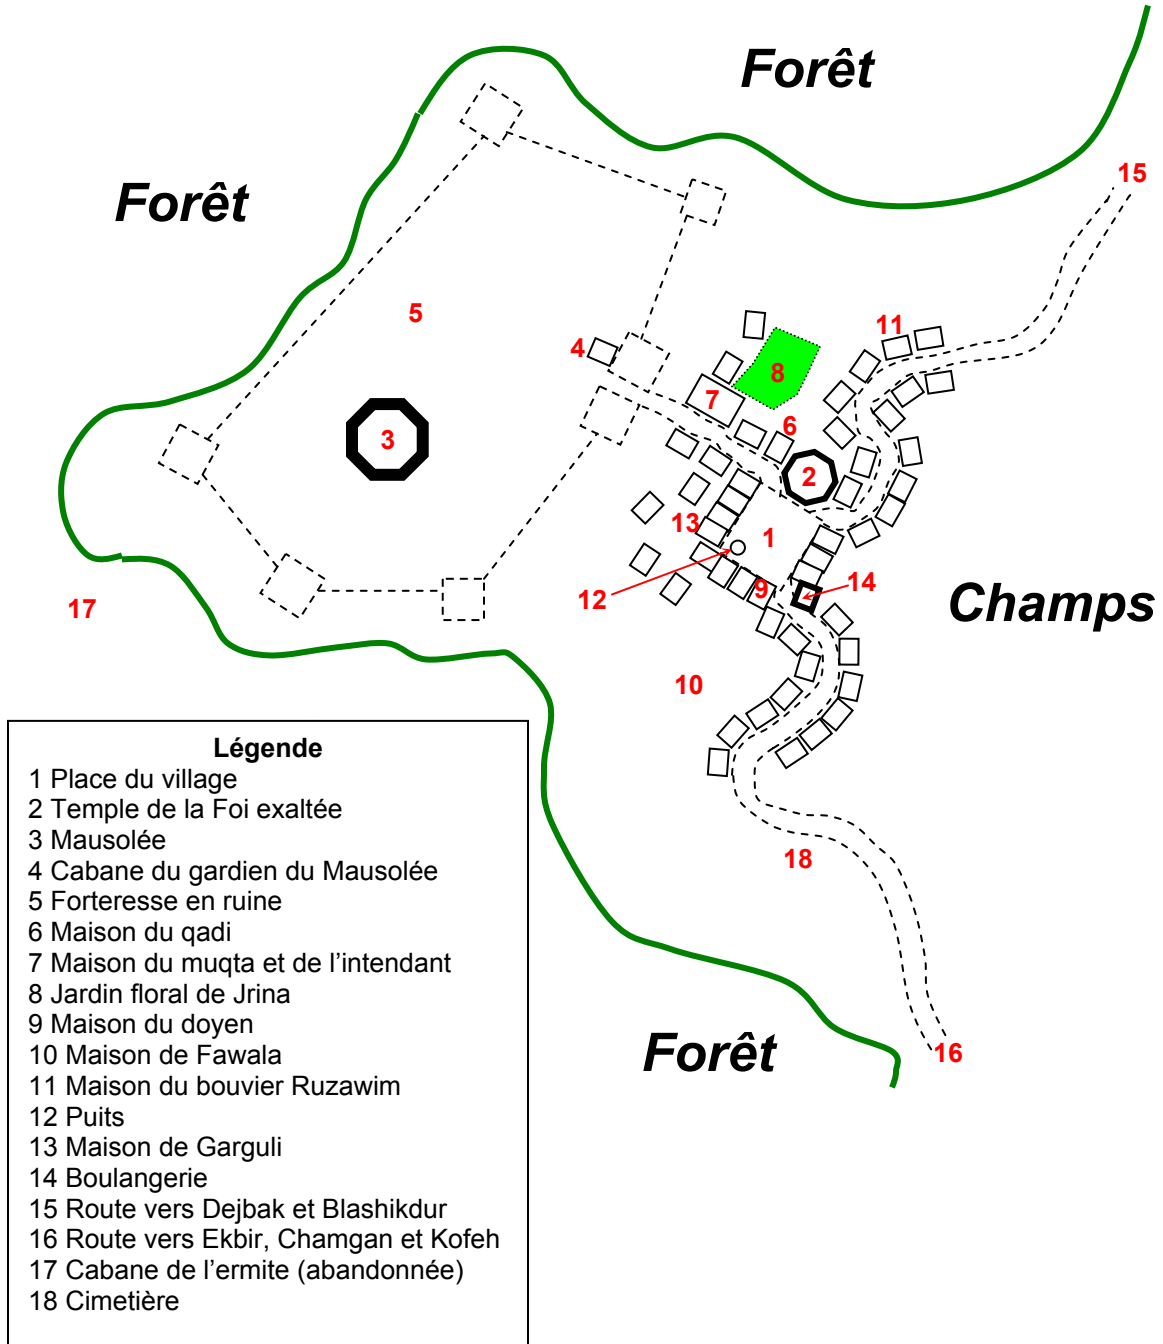 Forêt
Forêt
15
5
11
4
8
7
6
3
2
13
1
12
9
14
17
Champs
10
18
Forêt
16
Légende
1 Place du village
2 Temple de la Foi exaltée
3 Mausolée
4 Cabane du gardien du Mausolée
5 Forteresse en ruine
6 Maison du qadi
7 Maison du muqta et de l’intendant
8 Jardin floral de Jrina
9 Maison du doyen
10 Maison de Fawala
11 Maison du bouvier Ruzawim
12 Puits
13 Maison de Garguli
14 Boulangerie
15 Route vers Dejbak et Blashikdur
16 Route vers Ekbir, Chamgan et Kofeh
17 Cabane de l’ermite (abandonnée)
18 Cimetière